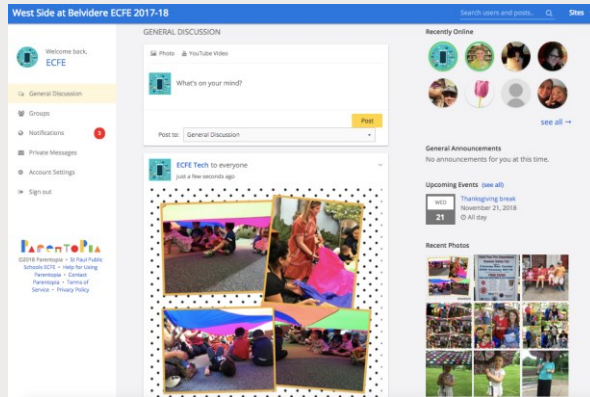 West Side at Belvidere ECFE 2017-18
Search users and posts..
Sites
Welcome back,
ECFE
General Discussion
Groups
Notifications
Private Messages
Account Settings
Sign out
PARENTOPIA
©2018 Parentopia • St Paul Public
Schools ECFE • Help for Using
Parentopia • Contact
Parentopia • Terms of
Service • Privacy Policy
GENERAL DISCUSSION
Photo
YouTube Video
What's on your mind?
Post
Post to:
General Discussion
ECFE Tech to everyone
just a few seconds ago
Recently Online
see all →
General Announcements
No announcements for you at this time.
Upcoming Events (see all)
WED
21
Thanksgiving break
November 21, 2018
All day
Recent Photos